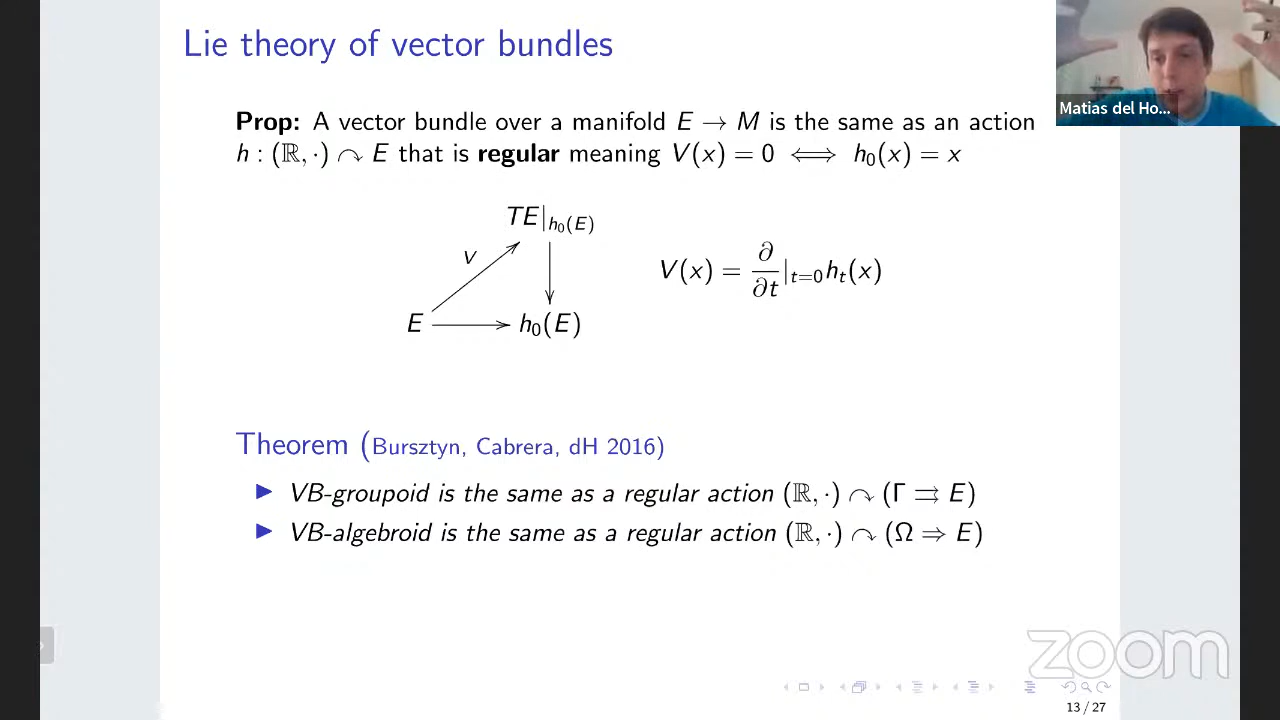 Lie theory of vector bundles
Matias del Ho...
Prop: A vector bundle over a manifold E → M is the same as an action
h : (ℝ, ·) ↷ E that is regular meaning V(x) = 0 ⟺ h₀(x) = x
TE|h₀(E)
V
V(x) = ∂/∂t |t=0 hₜ(x)
E → h₀(E)
Theorem (Bursztyn, Cabrera, dH 2016)
▶ VB-groupoid is the same as a regular action (ℝ, ·) ↷ (Γ ⇉ E)
▶ VB-algebroid is the same as a regular action (ℝ, ·) ↷ (Ω ⇒ E)
zoom
13 / 27